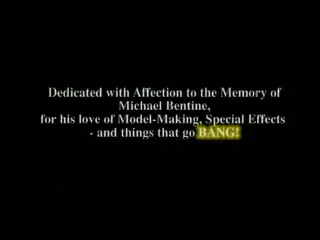 Dedicated with Affection to the Memory of
Michael Bentine,
for his love of Model-Making, Special Effects
- and things that go BANG!